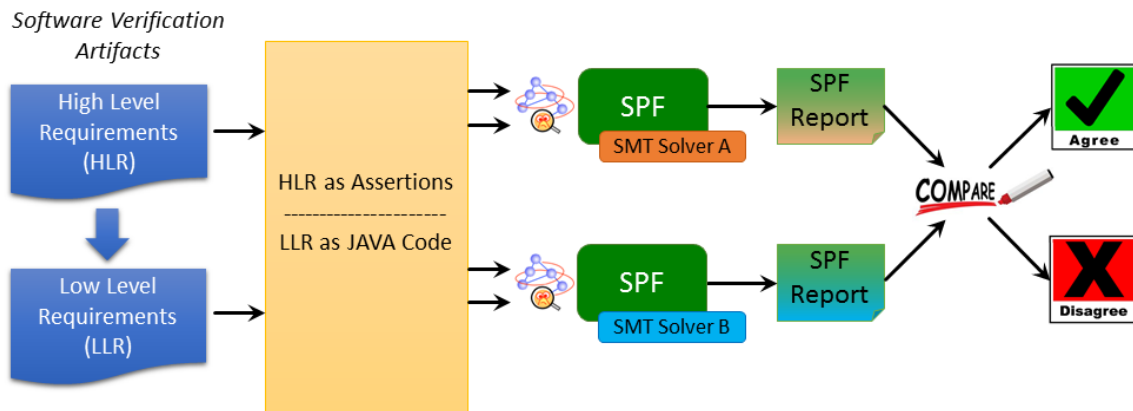 Software Verification
Artifacts
High Level
Requirements
(HLR)
Low Level
Requirements
(LLR)
HLR as Assertions
-----------------------
LLR as JAVA Code
SPF
SMT Solver A
SPF
Report
SPF
SMT Solver B
SPF
Report
COMPARE
Agree
Disagree